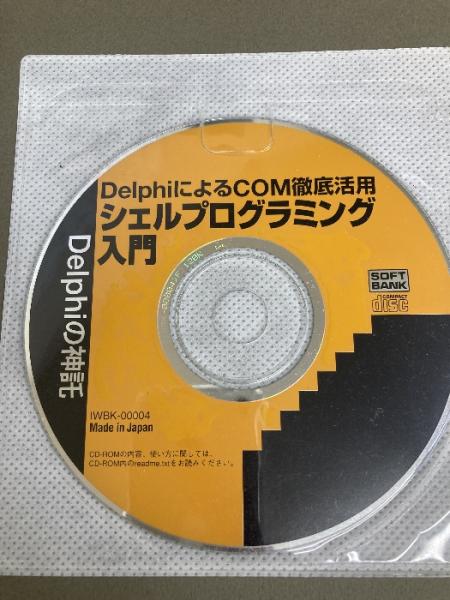 DelphiによるCOM徹底活用
シェルプログラミング
入門
Delphiの神託
SOFT
BANK
COMPACT
disc
IWBK-00004
Made in Japan
CD-ROMの内容、使い方に関しては、
CD-ROM内のreadme.txtをお読みください。